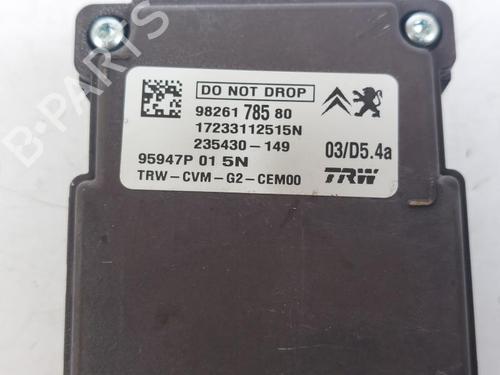 B-PARTS
DO NOT DROP
98261 785 80
17233112515N
235430-149
03/D5.4a
95947P 01 5N
TRW-CVM-G2-CEM00
TRW